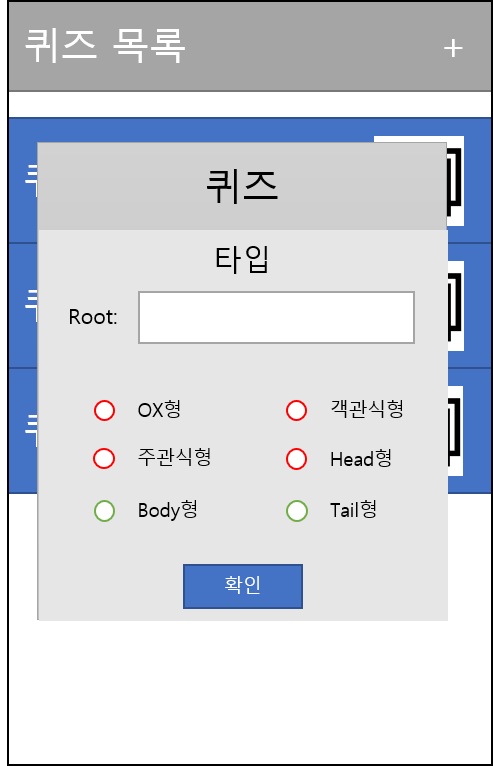 퀴즈 목록 +
퀴즈
타입
Root:
OX형 객관식형
주관식형 Head형
Body형 Tail형
확인